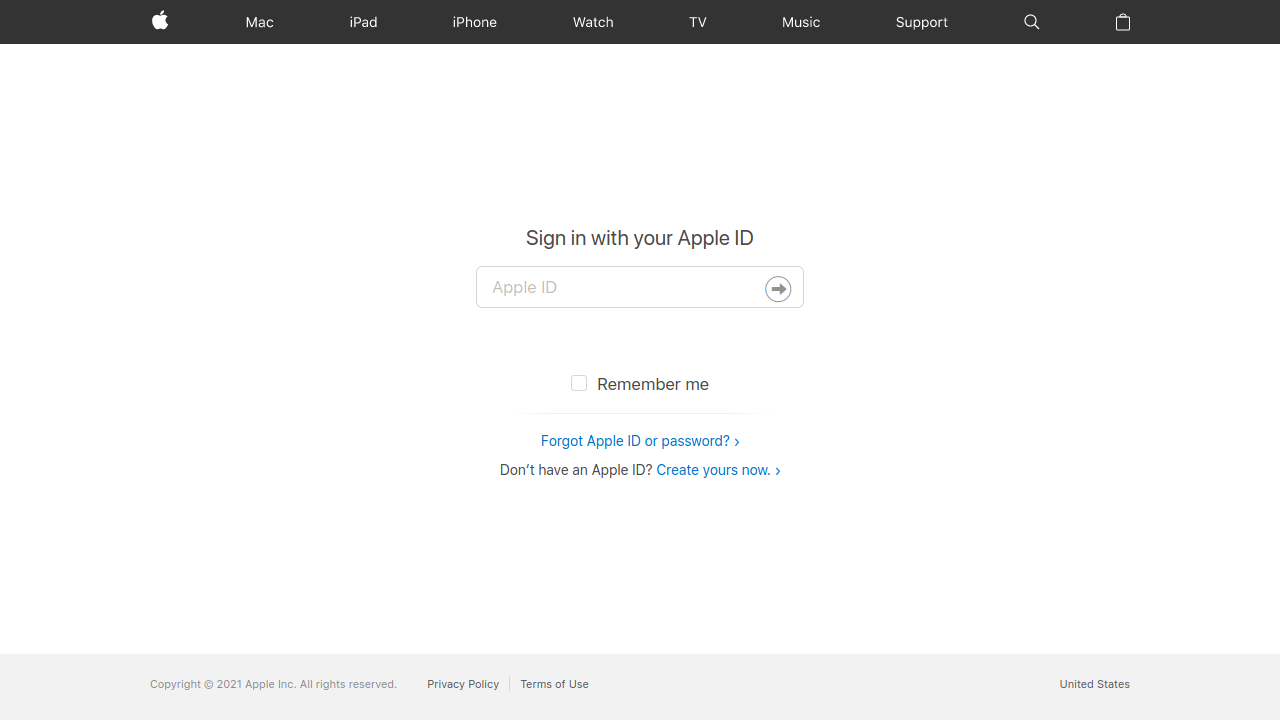 Mac iPad iPhone Watch TV Music Support
Sign in with your Apple ID
Apple ID
Remember me
Forgot Apple ID or password? ›
Don’t have an Apple ID? Create yours now. ›
Copyright © 2021 Apple Inc. All rights reserved. Privacy Policy Terms of Use United States